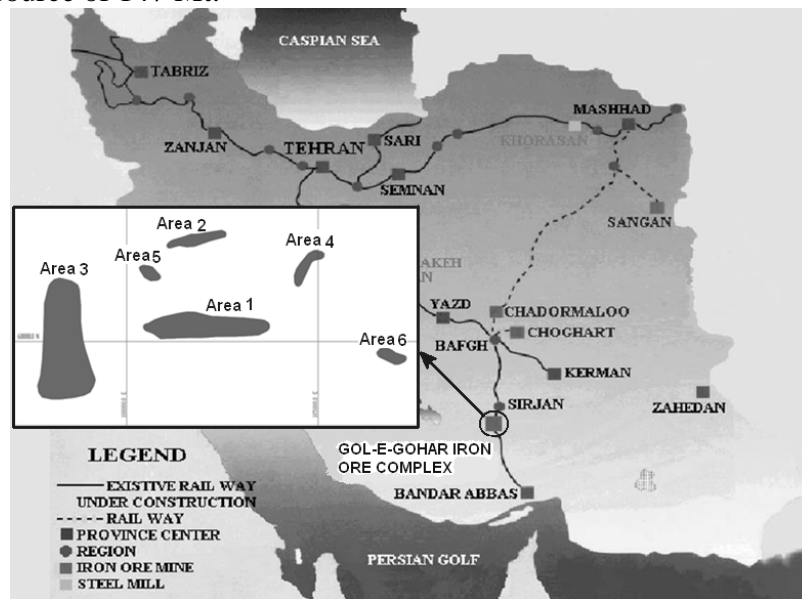 CASPIAN SEA
TABRIZ
MASHHAD
ZANJAN
TEHRAN
SARI
KHORASAN
SEMNAN
SANGAN
Area 2
Area 4
Area 5
Area 3
Area 1
Area 6
AKEH
YAZD
CHADORMALOO
CHOGHART
BAFGH
KERMAN
SIRJAN
ZAHEDAN
GOL-E-GOHAR IRON
ORE COMPLEX
BANDAR ABBAS
PERSIAN GOLF
LEGEND
EXISTIVE RAIL WAY
UNDER CONSTRUCTION
RAIL WAY
PROVINCE CENTER
REGION
IRON ORE MINE
STEEL MILL